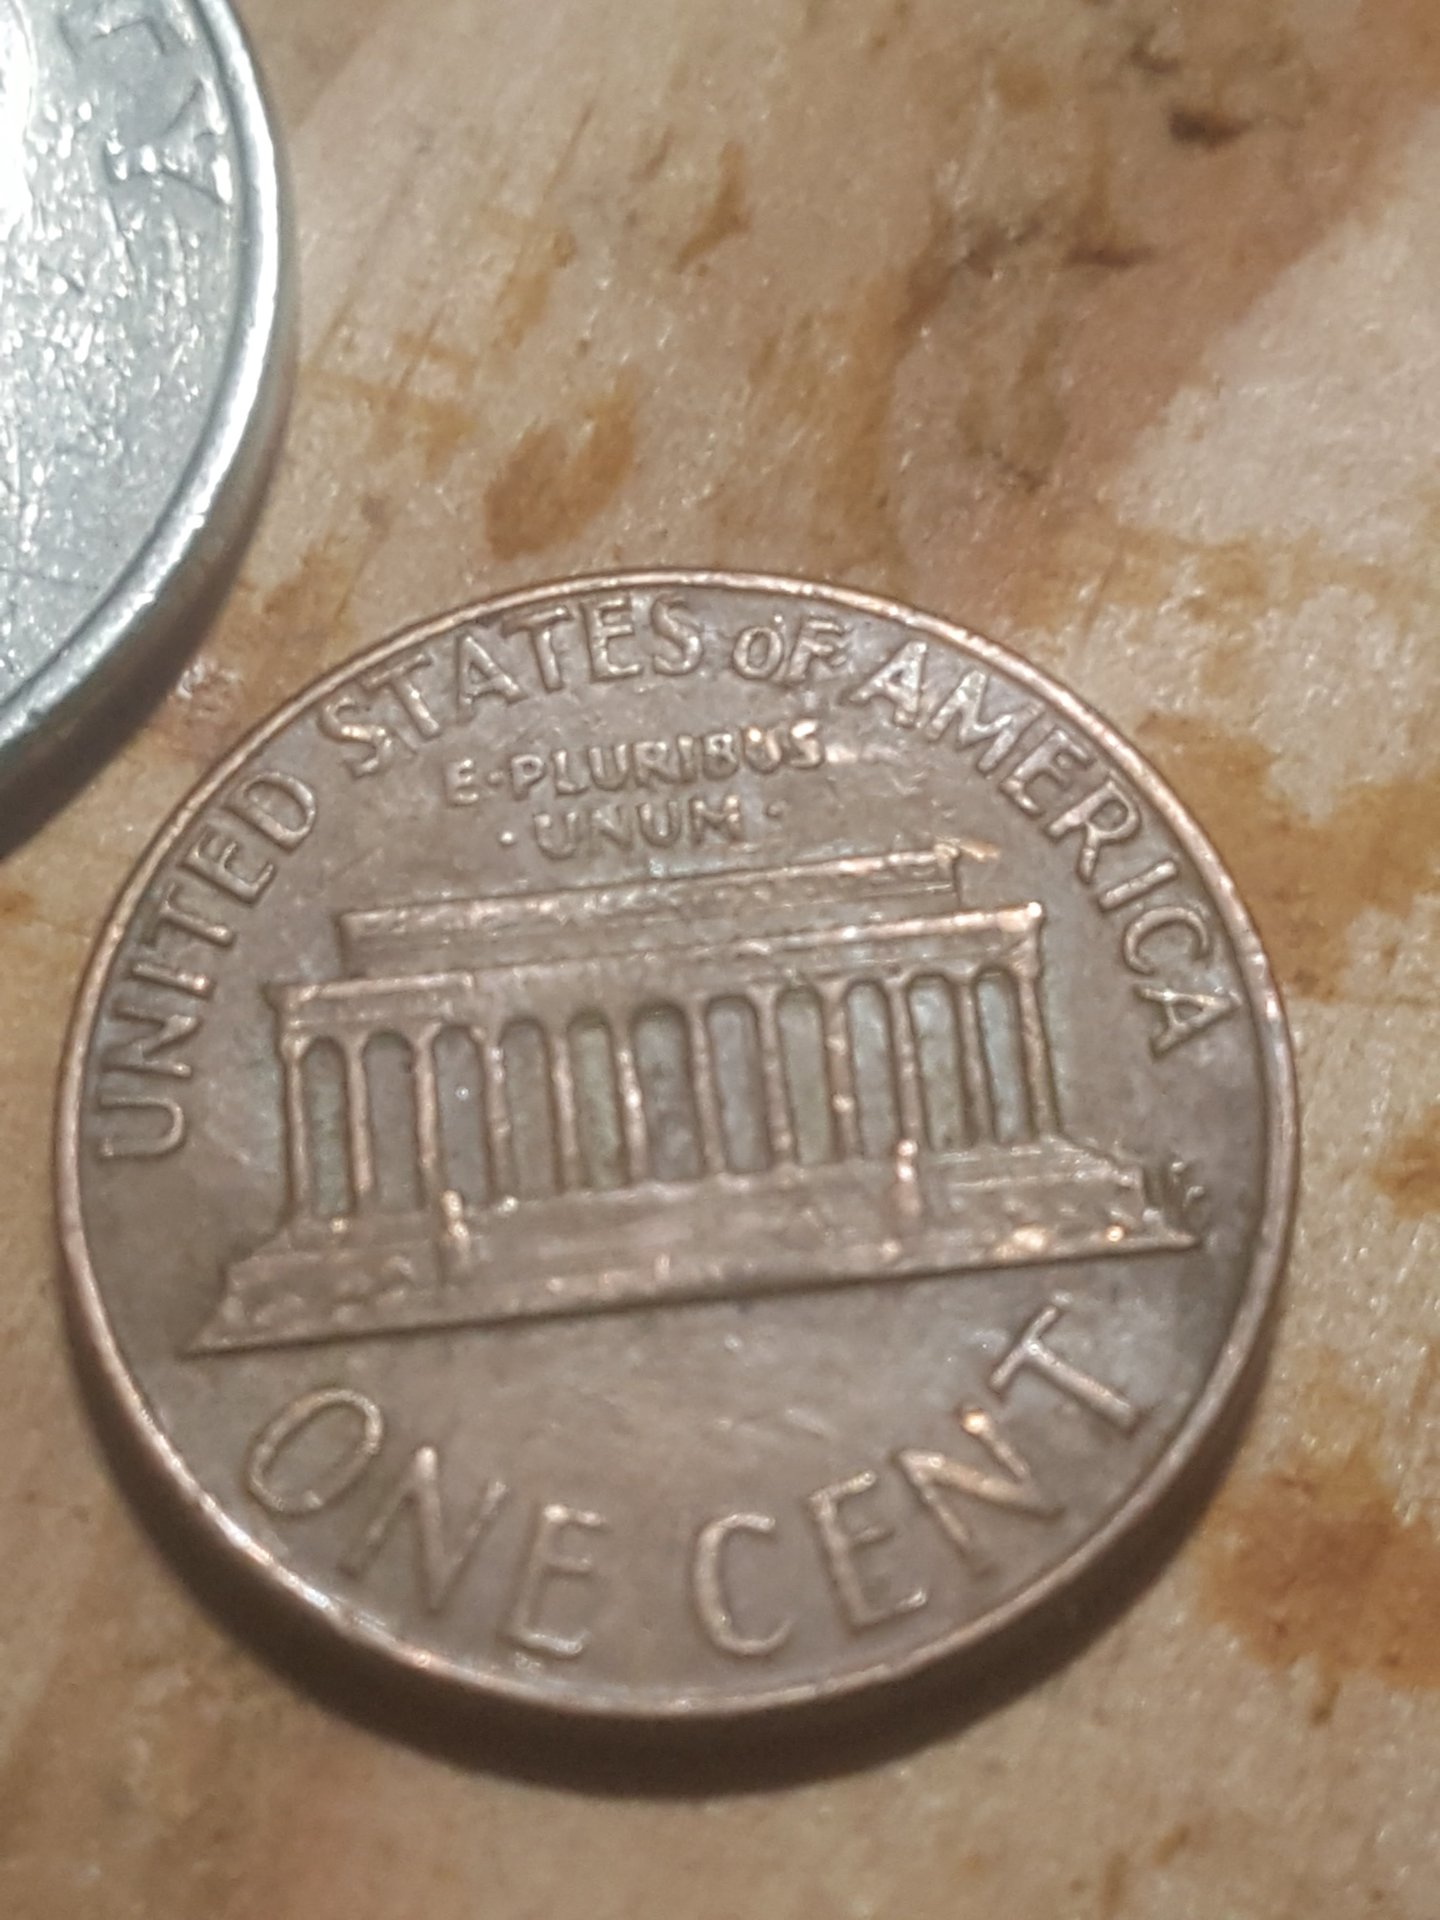 UNITED STATES OF AMERICA
E·PLURIBUS
·UNUM·
ONE CENT